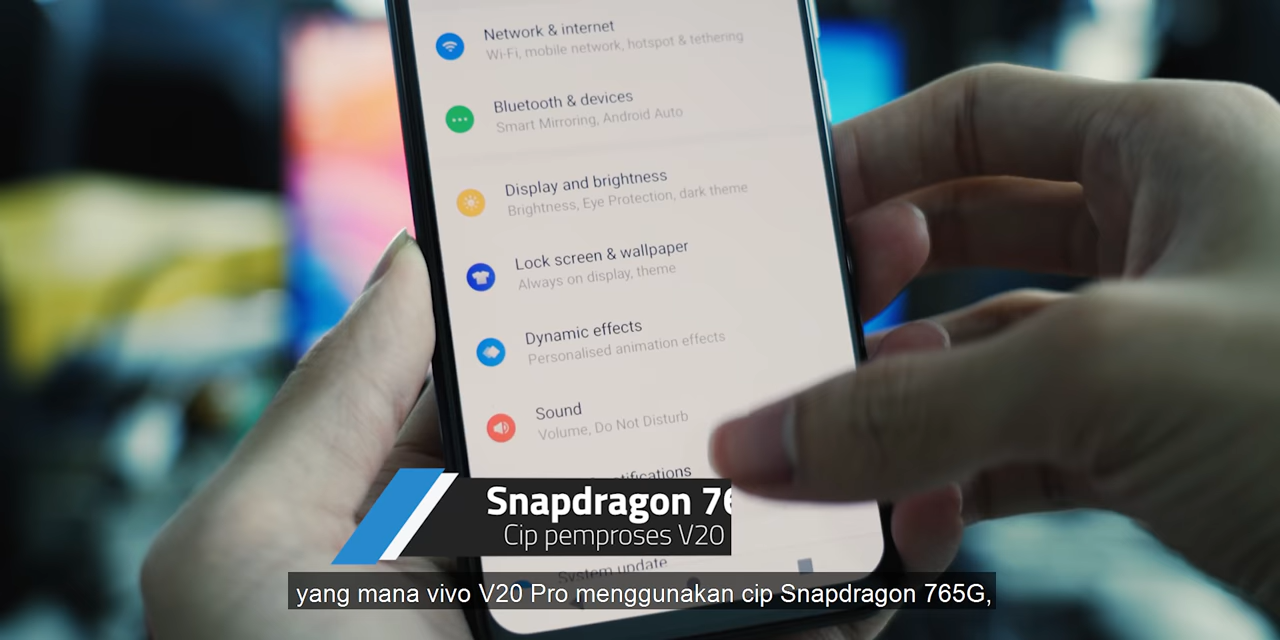 Network & internet
Wi-Fi, mobile network, hotspot & tethering
Bluetooth & devices
Smart Mirroring, Android Auto
Display and brightness
Brightness, Eye Protection, dark theme
Lock screen & wallpaper
Always on display, theme
Dynamic effects
Personalised animation effects
Sound
Volume, Do Not Disturb
Snapdragon
Cip pemproses V20
System update
yang mana vivo V20 Pro menggunakan cip Snapdragon 765G,